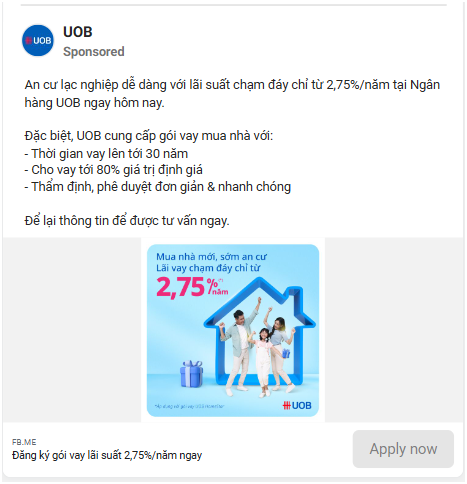 UOB
UOB
Sponsored
An cư lạc nghiệp dễ dàng với lãi suất chạm đáy chỉ từ 2,75%/năm tại Ngân
hàng UOB ngay hôm nay.
Đặc biệt, UOB cung cấp gói vay mua nhà với:
- Thời gian vay lên tới 30 năm
- Cho vay tới 80% giá trị định giá
- Thẩm định, phê duyệt đơn giản & nhanh chóng
Để lại thông tin để được tư vấn ngay.
Mua nhà mới, sớm an cư
Lãi vay chạm đáy chỉ từ
2,75%/năm
UOB
FB.ME
Đăng ký gói vay lãi suất 2,75%/năm ngay
Apply now